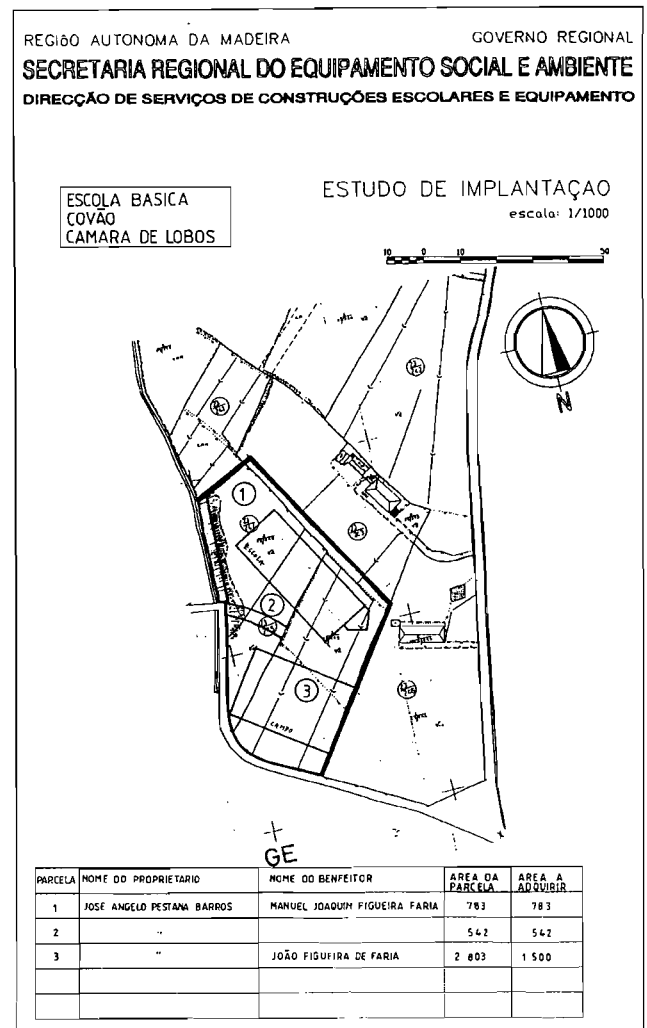 REGIÃO AUTONOMA DA MADEIRA GOVERNO REGIONAL
SECRETARIA REGIONAL DO EQUIPAMENTO SOCIAL E AMBIENTE
DIRECÇÃO DE SERVIÇOS DE CONSTRUÇÕES ESCOLARES E EQUIPAMENTO
ESCOLA BASICA
COVÃO
CAMARA DE LOBOS
ESTUDO DE IMPLANTAÇAO
escala: 1/1000
10 0 10 50
N
1
ESCOLA
2
3
CAMPO
GE
PARCELA NOME DO PROPRIETARIO NOME DO BENFEITOR AREA DA PARCELA AREA A ADQUIRIR
1 JOSE ANGELO PESTANA BARROS MANUEL JOAQUIM FIGUEIRA FARIA 783 783
2 " 542 542
3 " JOÃO FIGUEIRA DE FARIA 2 803 1 500